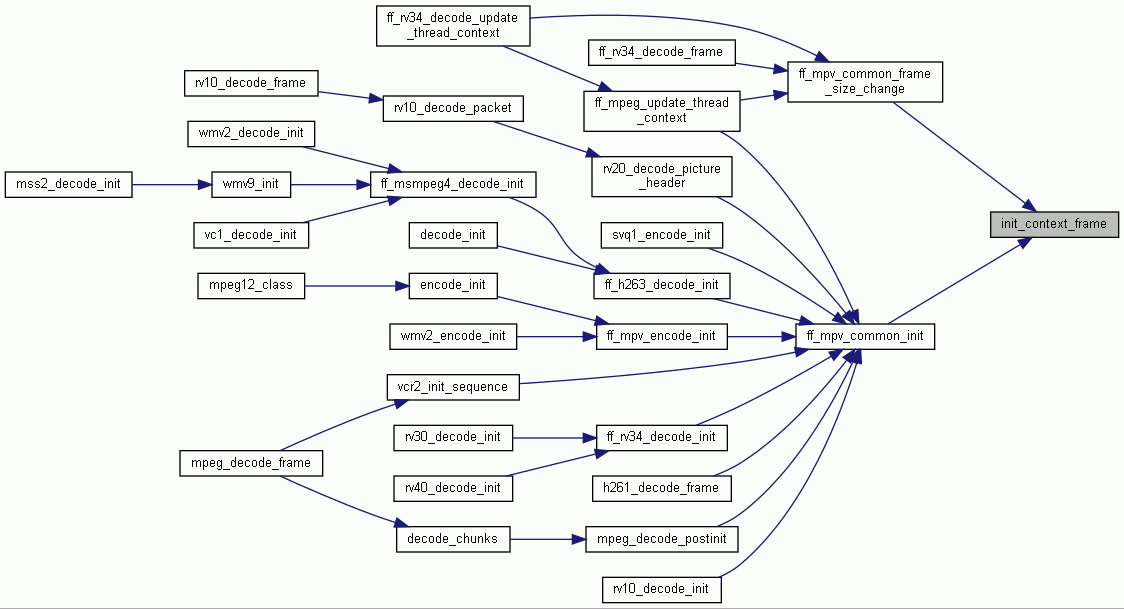 ff_rv34_decode_update
_thread_context
ff_rv34_decode_frame
ff_mpv_common_frame
_size_change
rv10_decode_frame
rv10_decode_packet
ff_mpeg_update_thread
_context
wmv2_decode_init
rv20_decode_picture
_header
mss2_decode_init
wmv9_init
ff_msmpeg4_decode_init
init_context_frame
vc1_decode_init
decode_init
svq1_encode_init
mpeg12_class
encode_init
ff_h263_decode_init
wmv2_encode_init
ff_mpv_encode_init
ff_mpv_common_init
vcr2_init_sequence
rv30_decode_init
ff_rv34_decode_init
mpeg_decode_frame
rv40_decode_init
h261_decode_frame
decode_chunks
mpeg_decode_postinit
rv10_decode_init